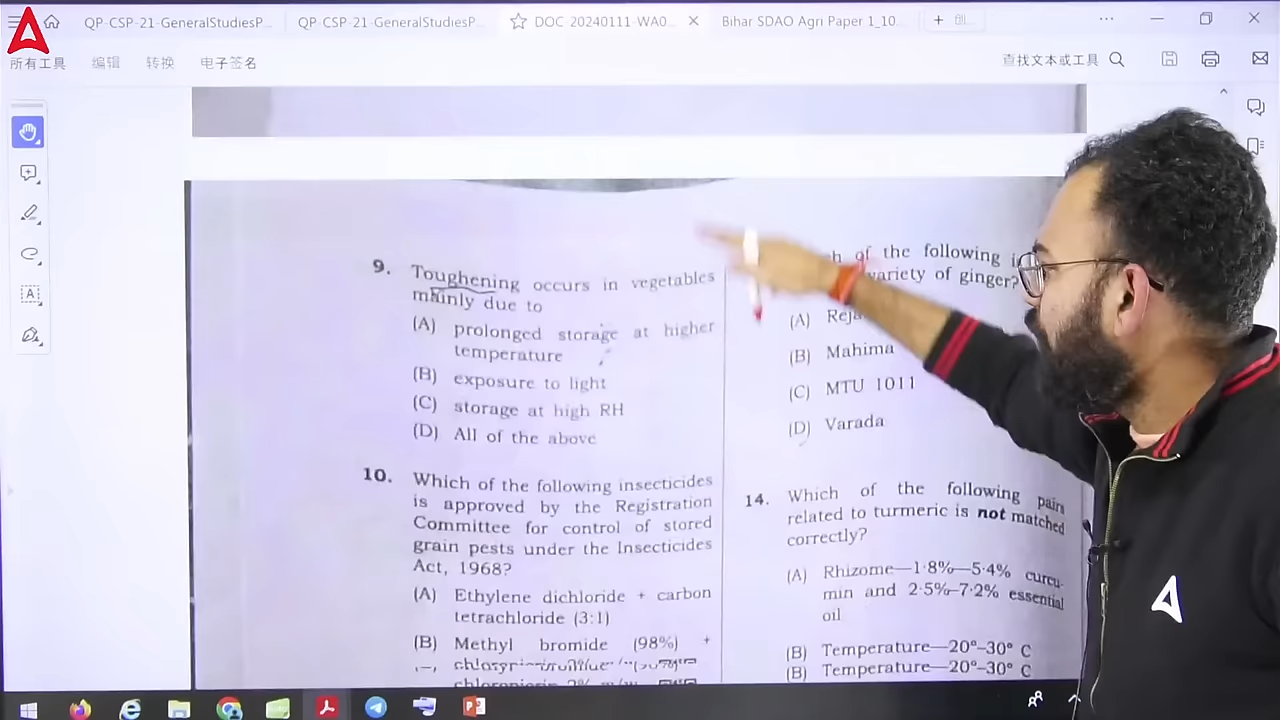 QP-CSP-21-GeneralStudiesP...
QP-CSP-21-GeneralStudiesP...
DOC-20240111-WA0...
Bihar SDAO Agri Paper 1_10...
所有工具
编辑
转换
电子签名
查找文本或工具
9. Toughening occurs in vegetables
mainly due to
(A) prolonged storage at higher
temperature
(B) exposure to light
(C) storage at high RH
(D) All of the above
10. Which of the following insecticides
is approved by the Registration
Committee for control of stored
grain pests under the Insecticides
Act, 1968?
(A) Ethylene dichloride + carbon
tetrachloride (3:1)
(B) Methyl bromide (98%) +
of the following
variety of ginger?
(A)
(B) Mahima
(C) MTU 1011
(D) Varada
14. Which of the following pairs
related to turmeric is not matched
correctly?
(A) Rhizome—1·8%—5·4% curcu-
min and 2·5%–7·2% essential
oil
(B) Temperature—20°–30° C
(B) Temperature—20°–30° C